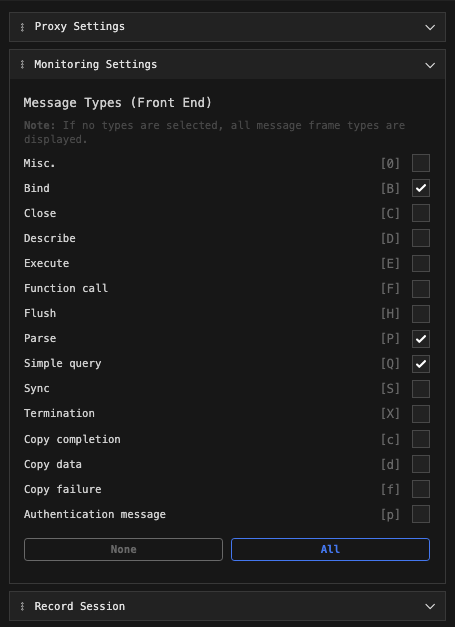 Proxy Settings
Monitoring Settings
Message Types (Front End)
Note: If no types are selected, all message frame types are
displayed.
Misc. [0]
Bind [B]
Close [C]
Describe [D]
Execute [E]
Function call [F]
Flush [H]
Parse [P]
Simple query [Q]
Sync [S]
Termination [X]
Copy completion [c]
Copy data [d]
Copy failure [f]
Authentication message [p]
None All
Record Session